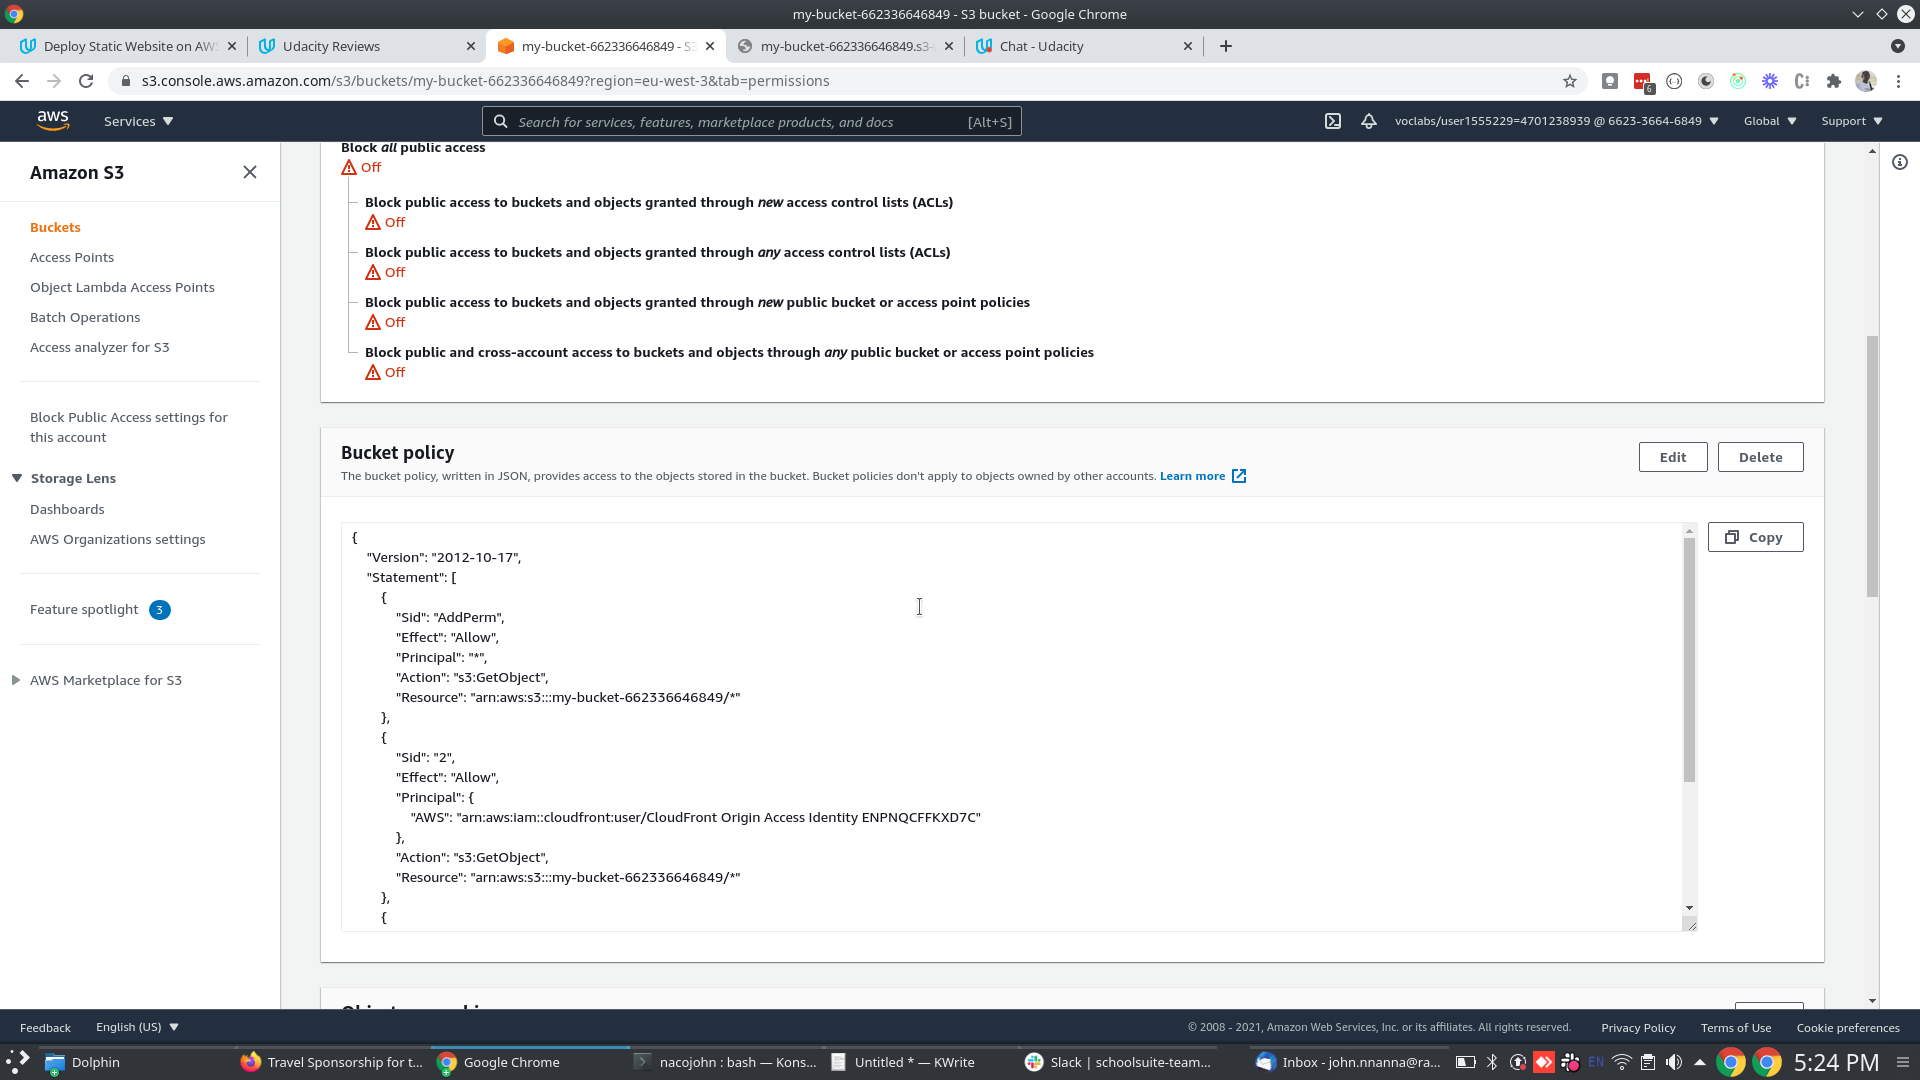 my-bucket-662336646849 - S3 bucket - Google Chrome
Deploy Static Website on AW
Udacity Reviews
my-bucket-662336646849 - S3
my-bucket-662336646849.s3-
Chat - Udacity
s3.console.aws.amazon.com/s3/buckets/my-bucket-662336646849?region=eu-west-3&tab=permissions
6
aws
Services
Search for services, features, marketplace products, and docs [Alt+S]
voclabs/user1555229=4701238939 @ 6623-3664-6849
Global
Support
Amazon S3
Buckets
Access Points
Object Lambda Access Points
Batch Operations
Access analyzer for S3
Block Public Access settings for
this account
Storage Lens
Dashboards
AWS Organizations settings
Feature spotlight 3
AWS Marketplace for S3
Block all public access
Off
Block public access to buckets and objects granted through new access control lists (ACLs)
Off
Block public access to buckets and objects granted through any access control lists (ACLs)
Off
Block public access to buckets and objects granted through new public bucket or access point policies
Off
Block public and cross-account access to buckets and objects through any public bucket or access point policies
Off
Bucket policy
The bucket policy, written in JSON, provides access to the objects stored in the bucket. Bucket policies don't apply to objects owned by other accounts. Learn more
Edit
Delete
Copy
{
"Version": "2012-10-17",
"Statement": [
{
"Sid": "AddPerm",
"Effect": "Allow",
"Principal": "*",
"Action": "s3:GetObject",
"Resource": "arn:aws:s3:::my-bucket-662336646849/*"
},
{
"Sid": "2",
"Effect": "Allow",
"Principal": {
"AWS": "arn:aws:iam::cloudfront:user/CloudFront Origin Access Identity ENPNQCFFKXD7C"
},
"Action": "s3:GetObject",
"Resource": "arn:aws:s3:::my-bucket-662336646849/*"
},
{
Feedback
English (US)
© 2008 - 2021, Amazon Web Services, Inc. or its affiliates. All rights reserved.
Privacy Policy
Terms of Use
Cookie preferences
Dolphin
Travel Sponsorship for t...
Google Chrome
nacojohn : bash — Kons...
Untitled * — KWrite
Slack | schoolsuite-team...
Inbox - john.nnanna@ra...
EN
5:24 PM